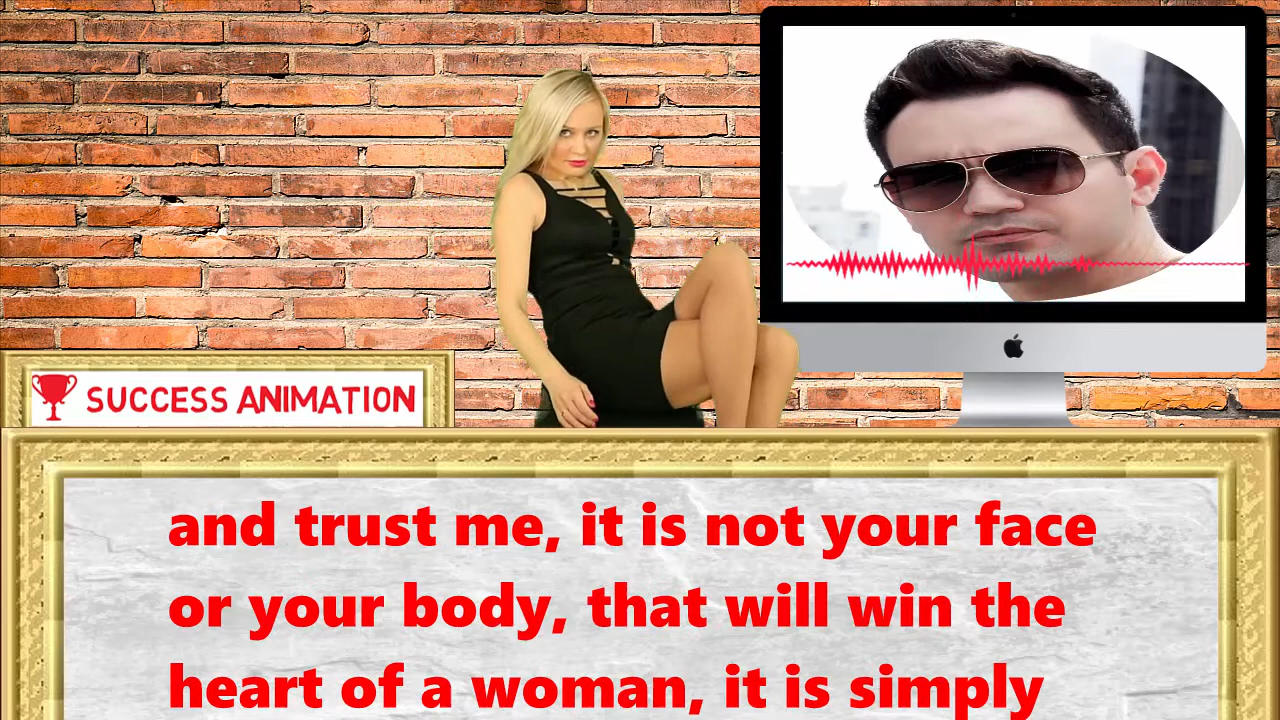 SUCCESS ANIMATION
and trust me, it is not your face
or your body, that will win the
heart of a woman, it is simply